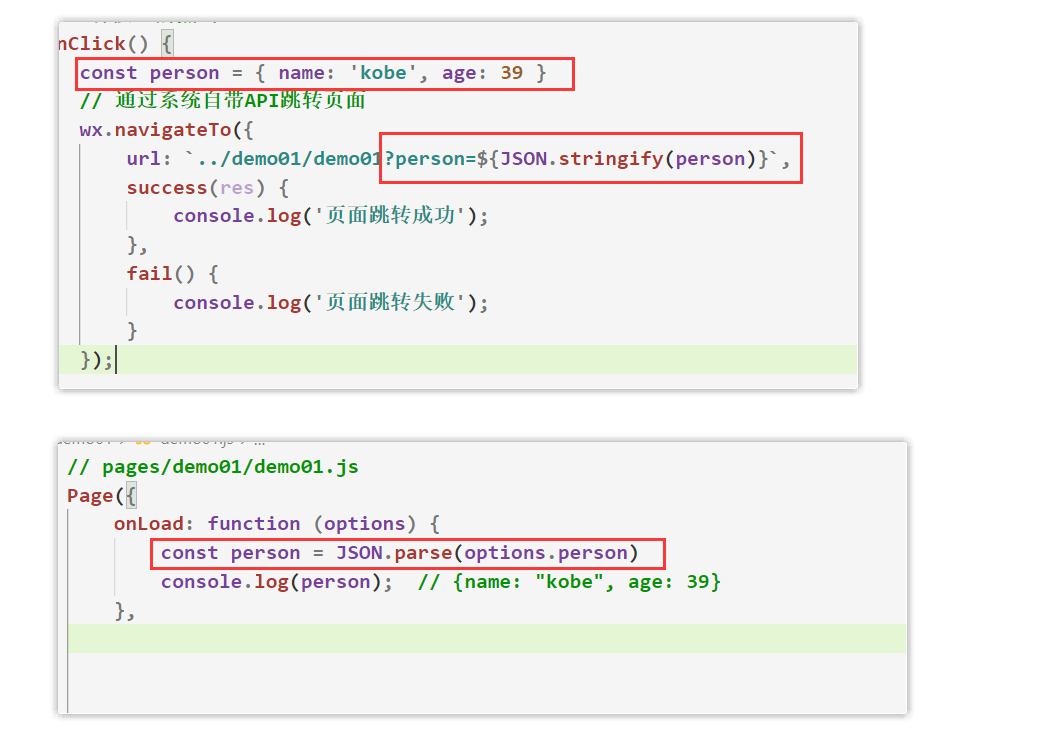 nClick() {
const person = { name: 'kobe', age: 39 }
// 通过系统自带API跳转页面
wx.navigateTo({
url: `../demo01/demo01?person=${JSON.stringify(person)}`,
success(res) {
console.log('页面跳转成功');
},
fail() {
console.log('页面跳转失败');
}
});
// pages/demo01/demo01.js
Page({
onLoad: function (options) {
const person = JSON.parse(options.person)
console.log(person);  // {name: "kobe", age: 39}
},